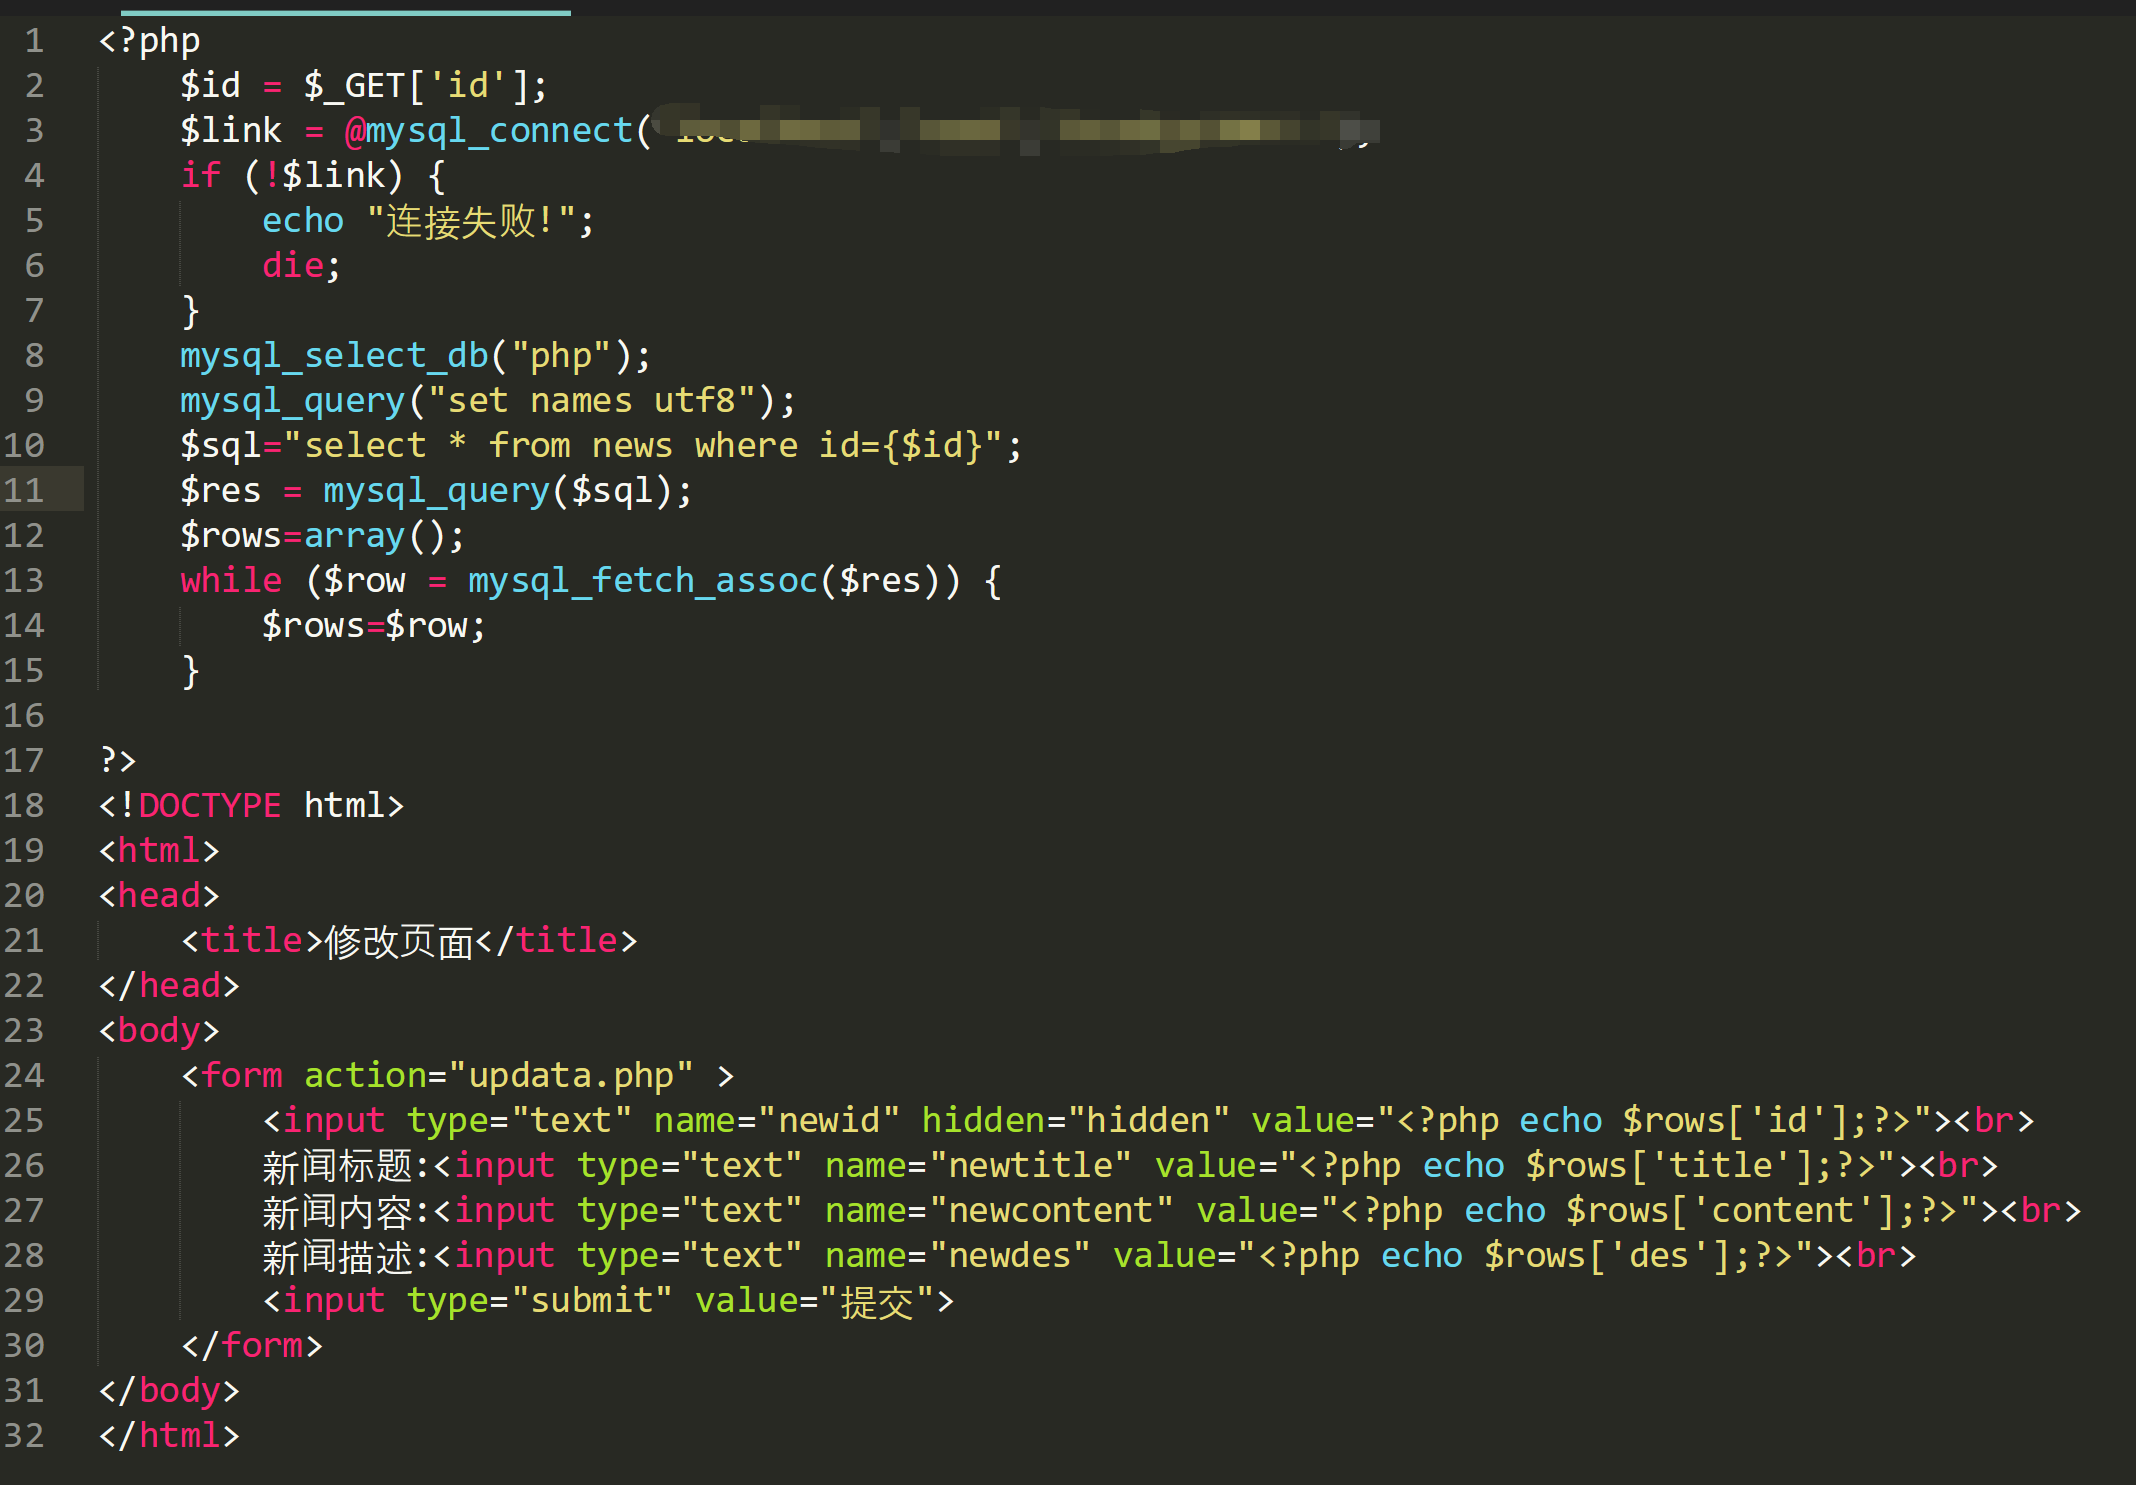 1 <?php
2 $id = $_GET['id'];
3 $link = @mysql_connect(
4 if (!$link) {
5 echo "连接失败!";
6 die;
7 }
8 mysql_select_db("php");
9 mysql_query("set names utf8");
10 $sql="select * from news where id={$id}";
11 $res = mysql_query($sql);
12 $rows=array();
13 while ($row = mysql_fetch_assoc($res)) {
14 $rows=$row;
15 }
16
17 ?>
18 <!DOCTYPE html>
19 <html>
20 <head>
21 <title>修改页面</title>
22 </head>
23 <body>
24 <form action="updata.php" >
25 <input type="text" name="newid" hidden="hidden" value="<?php echo $rows['id'];?>"><br>
26 新闻标题:<input type="text" name="newtitle" value="<?php echo $rows['title'];?>"><br>
27 新闻内容:<input type="text" name="newcontent" value="<?php echo $rows['content'];?>"><br>
28 新闻描述:<input type="text" name="newdes" value="<?php echo $rows['des'];?>"><br>
29 <input type="submit" value="提交">
30 </form>
31 </body>
32 </html>